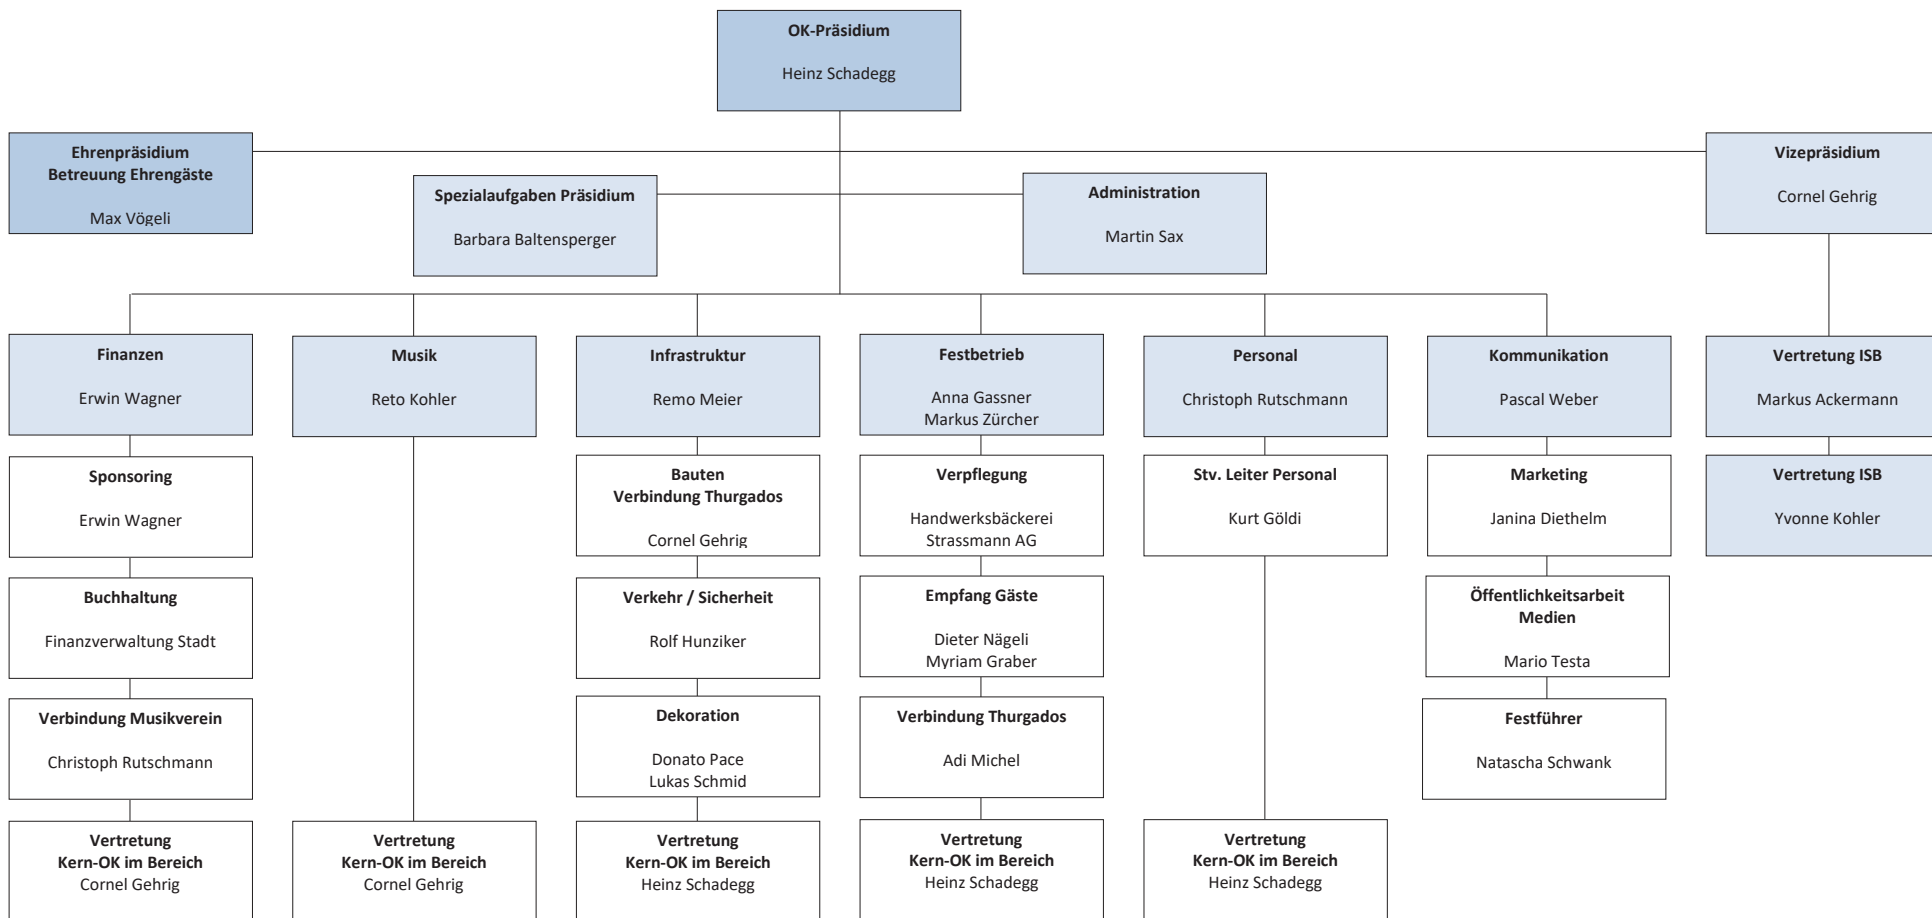 OK-Präsidium
Heinz Schadegg
Ehrenpräsidium
Betreuung Ehrengäste
Max Vögeli
Spezialaufgaben Präsidium
Barbara Baltensperger
Administration
Martin Sax
Vizepräsidium
Cornel Gehrig
Finanzen
Erwin Wagner
Musik
Reto Kohler
Infrastruktur
Remo Meier
Festbetrieb
Anna Gassner
Markus Zürcher
Personal
Christoph Rutschmann
Kommunikation
Pascal Weber
Vertretung ISB
Markus Ackermann
Sponsoring
Erwin Wagner
Bauten
Verbindung Thurgados
Cornel Gehrig
Verpflegung
Handwerksbäckerei
Strassmann AG
Stv. Leiter Personal
Kurt Göldi
Marketing
Janina Diethelm
Vertretung ISB
Yvonne Kohler
Buchhaltung
Finanzverwaltung Stadt
Verkehr / Sicherheit
Rolf Hunziker
Empfang Gäste
Dieter Nägeli
Myriam Graber
Öffentlichkeitsarbeit
Medien
Mario Testa
Verbindung Musikverein
Christoph Rutschmann
Dekoration
Donato Pace
Lukas Schmid
Verbindung Thurgados
Adi Michel
Festführer
Natascha Schwank
Vertretung
Kern-OK im Bereich
Cornel Gehrig
Vertretung
Kern-OK im Bereich
Cornel Gehrig
Vertretung
Kern-OK im Bereich
Heinz Schadegg
Vertretung
Kern-OK im Bereich
Heinz Schadegg
Vertretung
Kern-OK im Bereich
Heinz Schadegg